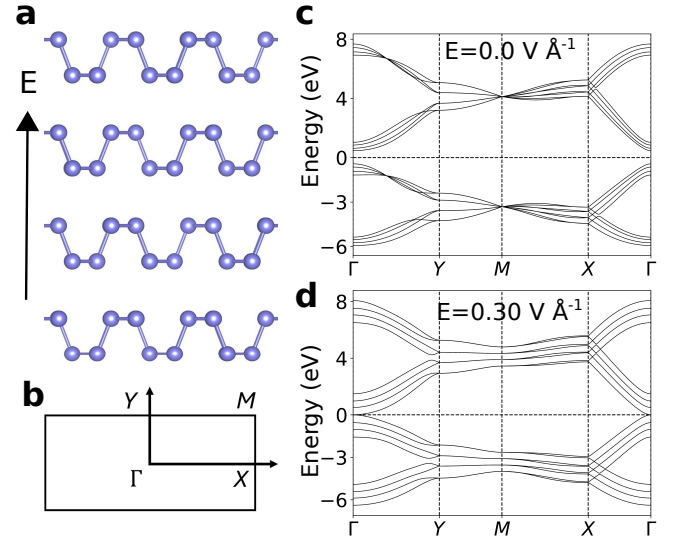 a
E
b
Y
M
Γ
X
c
E=0.0 V Å-1
Energy (eV)
8
4
0
−3
−6
Γ
Y
M
X
Γ
d
E=0.30 V Å-1
Energy (eV)
8
4
0
−3
−6
Γ
Y
M
X
Γ